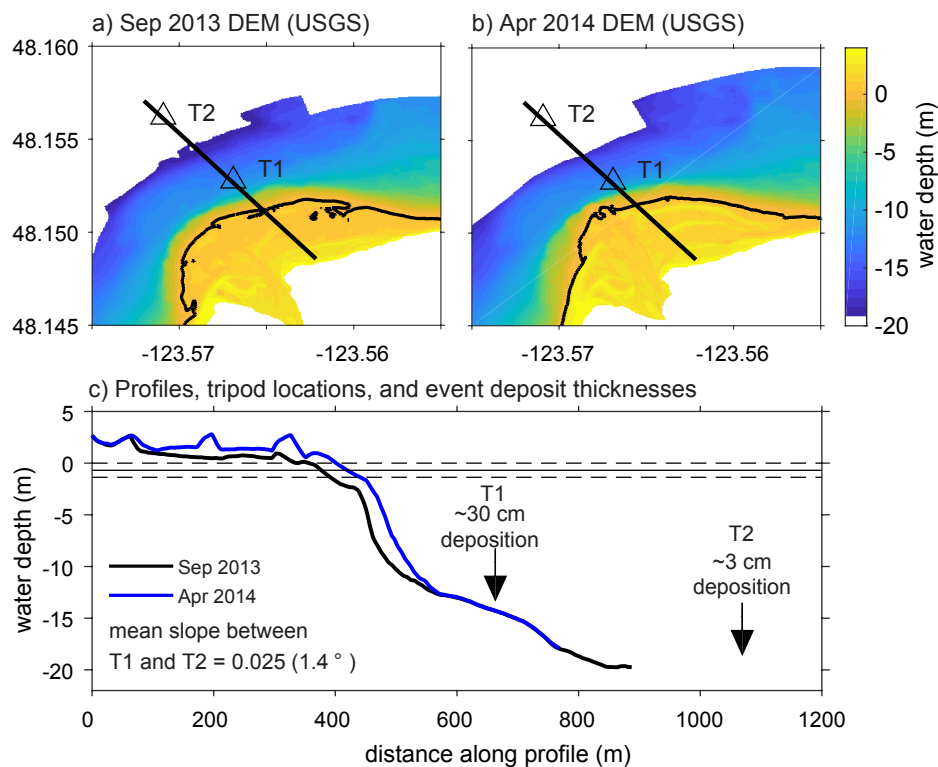 a) Sep 2013 DEM (USGS)
b) Apr 2014 DEM (USGS)
48.160
48.155
48.150
48.145
T2
T1
T2
T1
-123.57
-123.56
-123.57
-123.56
0
-5
-10
-15
-20
water depth (m)
c) Profiles, tripod locations, and event deposit thicknesses
5
0
-5
-10
-15
-20
water depth (m)
T1
~30 cm
deposition
T2
~3 cm
deposition
Sep 2013
Apr 2014
mean slope between
T1 and T2 = 0.025 (1.4 ° )
0
200
400
600
800
1000
1200
distance along profile (m)